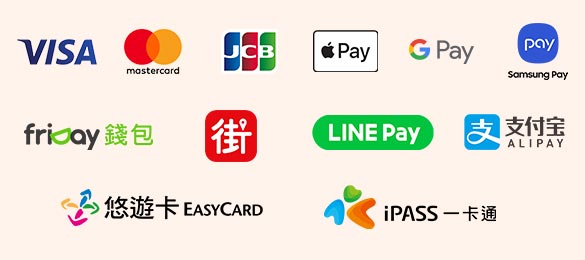 VISA
mastercard
JCB
Pay
G Pay
pay
Samsung Pay
friDay 錢包
街
LINE Pay
支 支付宝
ALIPAY
悠遊卡 EASYCARD
iPASS 一卡通